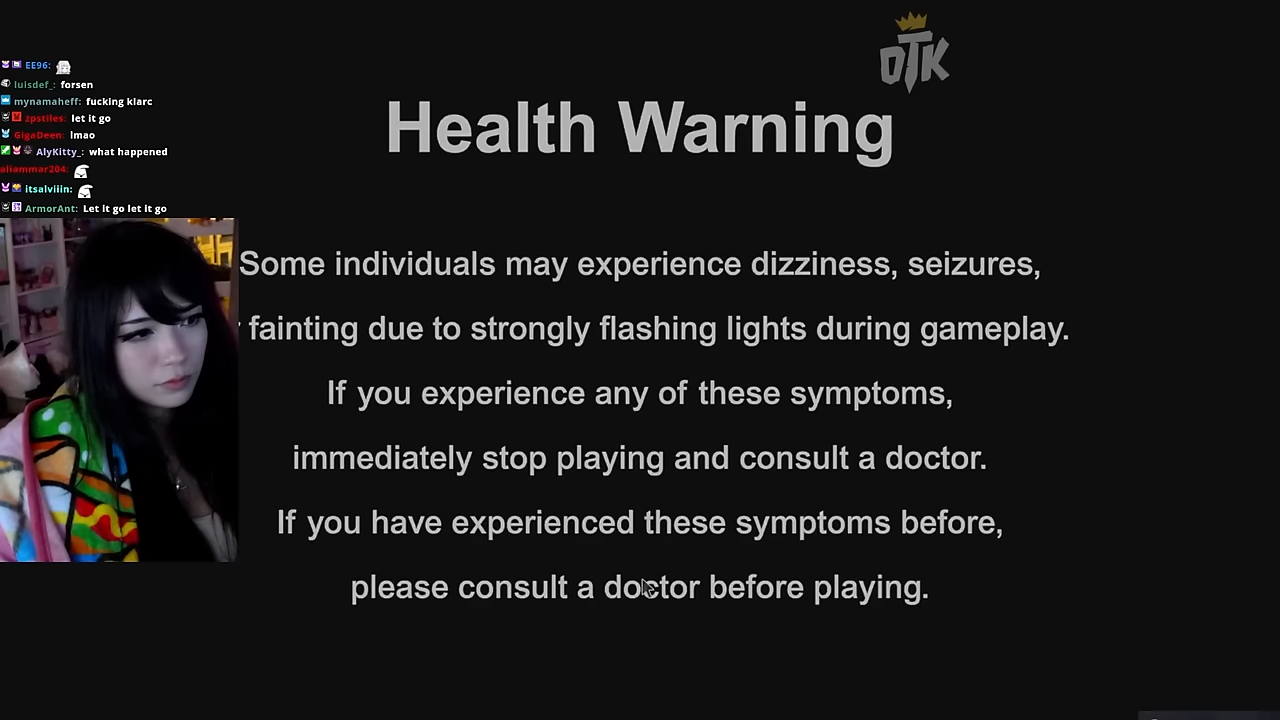 OTK
Health Warning
EE96:
luisdef_: forsen
mynamaheff: fucking klarc
zpstiles: let it go
GigaDeen: lmao
AlyKitty_: what happened
aliammar204:
itsalviiin:
ArmorAnt: Let it go let it go
Some individuals may experience dizziness, seizures,
fainting due to strongly flashing lights during gameplay.
If you experience any of these symptoms,
immediately stop playing and consult a doctor.
If you have experienced these symptoms before,
please consult a doctor before playing.